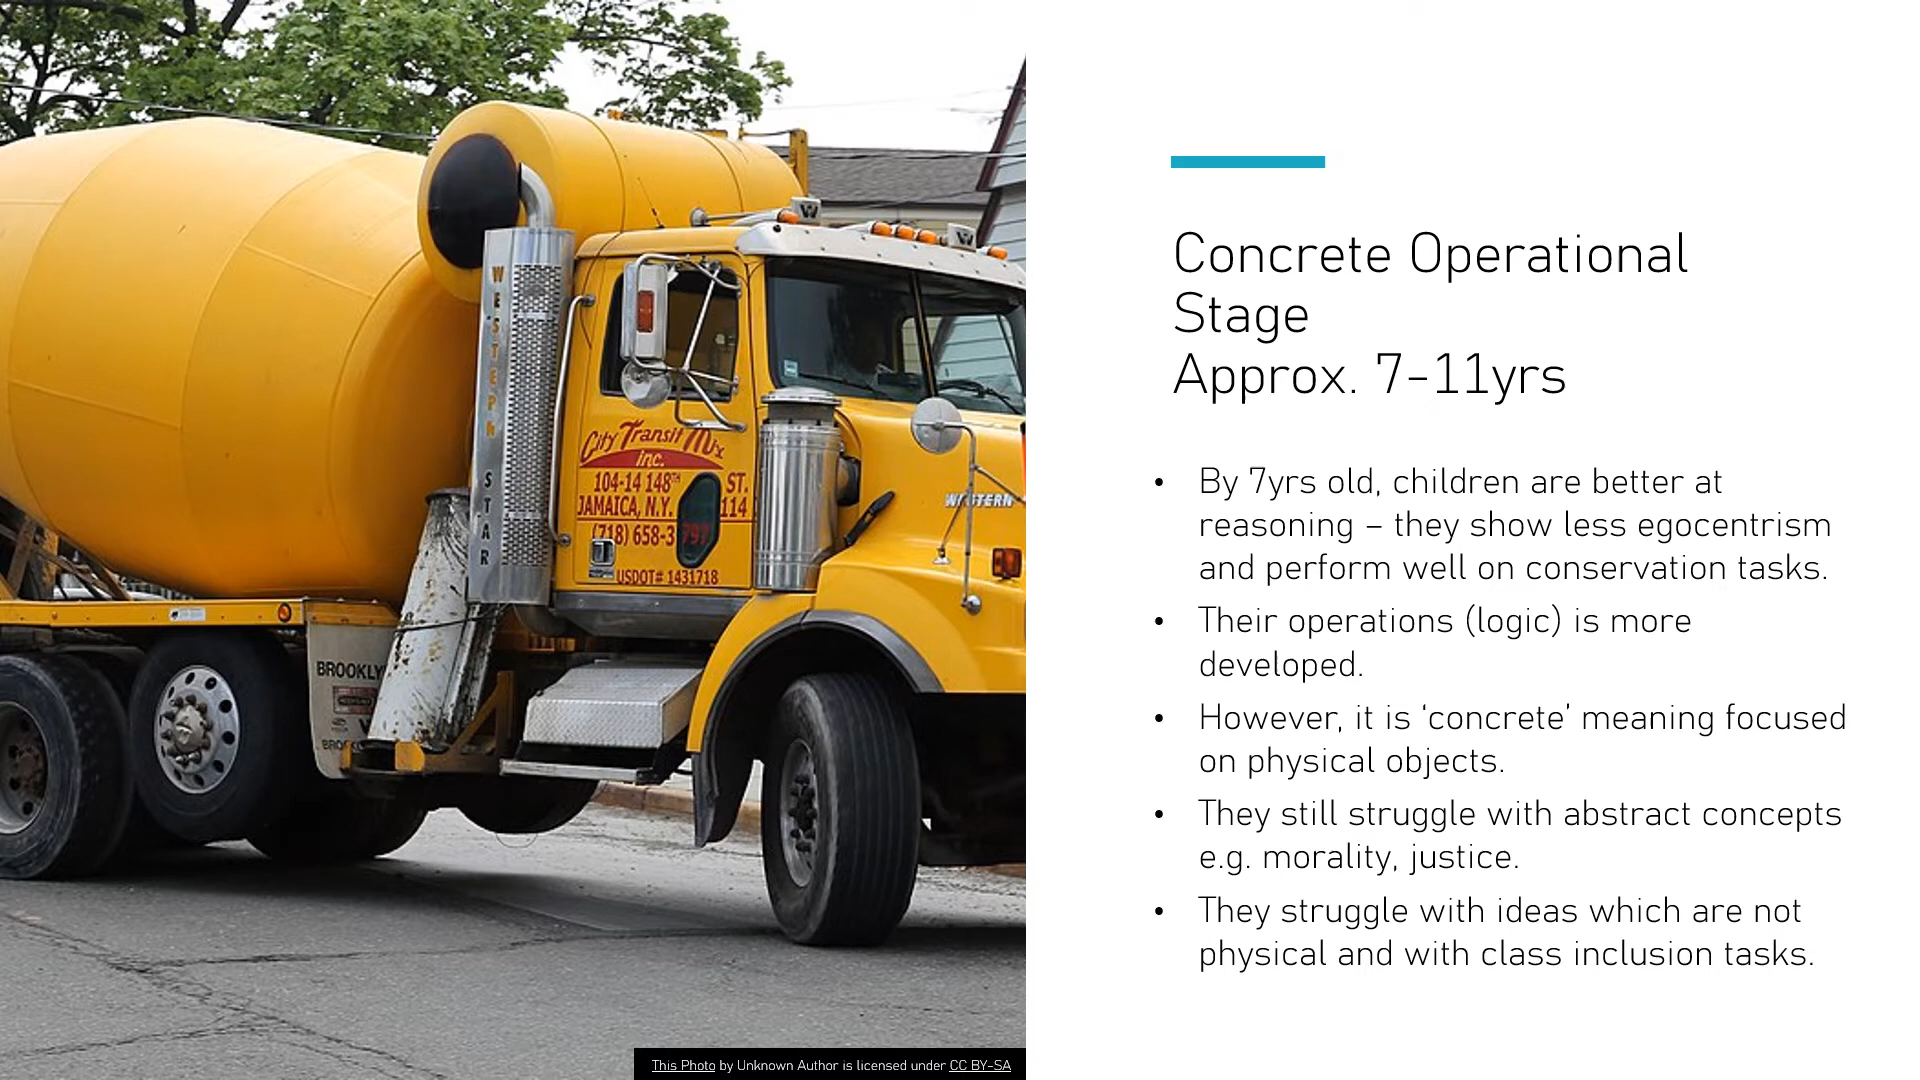 WESTERN STAR
City Transit Mix
inc.
104-14 148TH ST.
JAMAICA, N.Y. 114
(718) 658-3797
USDOT# 1431718
WESTERN
BROOKLY
This Photo by Unknown Author is licensed under CC BY-SA
Concrete Operational
Stage
Approx. 7-11yrs
• By 7yrs old, children are better at
reasoning – they show less egocentrism
and perform well on conservation tasks.
• Their operations (logic) is more
developed.
• However, it is ‘concrete’ meaning focused
on physical objects.
• They still struggle with abstract concepts
e.g. morality, justice.
• They struggle with ideas which are not
physical and with class inclusion tasks.